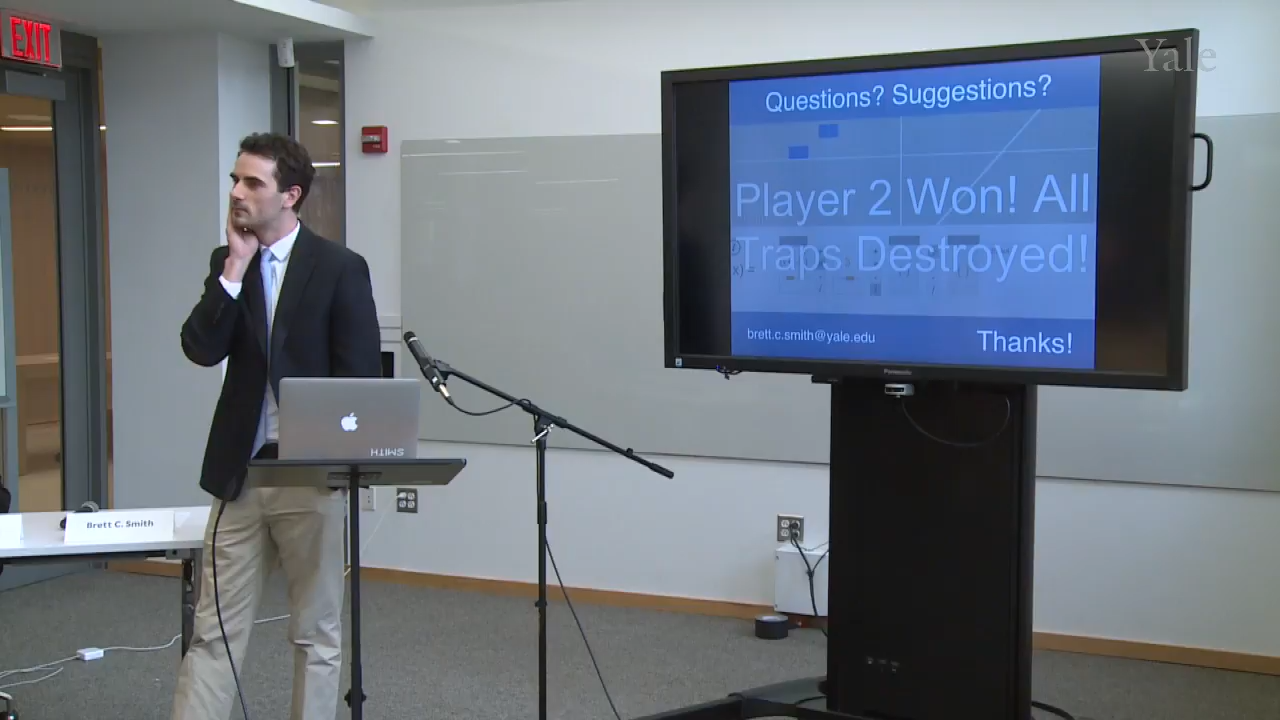 EXIT
Yale
Questions? Suggestions?
Player 2 Won! All
Traps Destroyed!
brett.c.smith@yale.edu
Thanks!
Panasonic
SMITH
Brett C. Smith